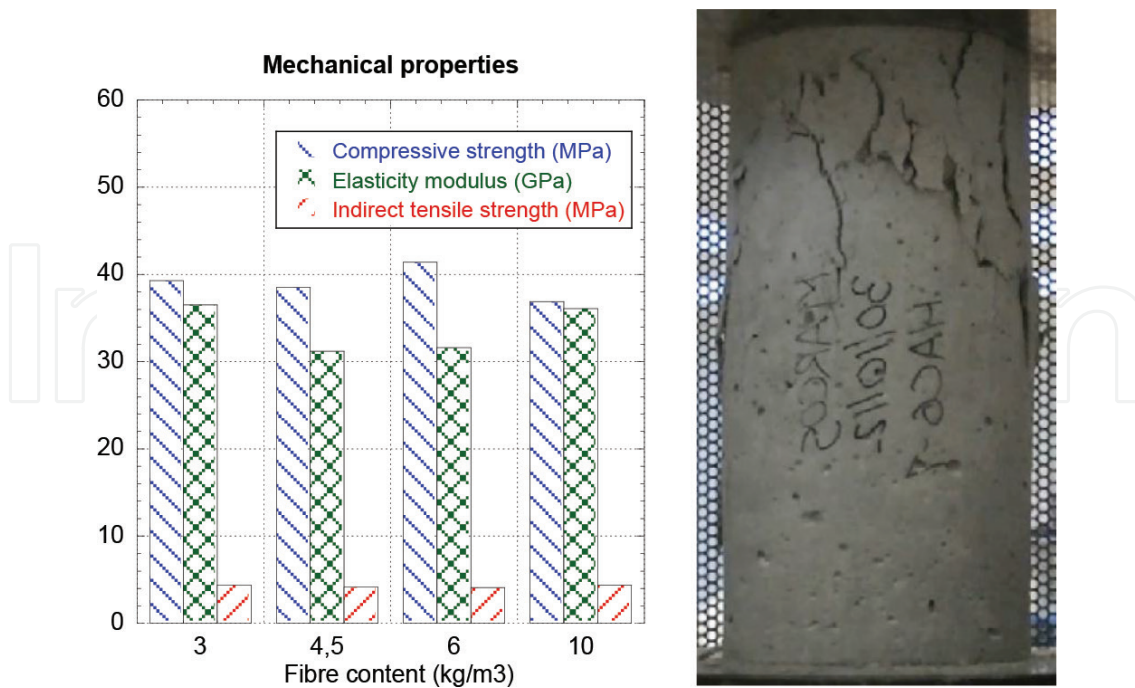 Mechanical properties
60
50
40
30
20
10
0
Compressive strength (MPa)
Elasticity modulus (GPa)
Indirect tensile strength (MPa)
3 4,5 6 10
Fibre content (kg/m3)
MARCOS